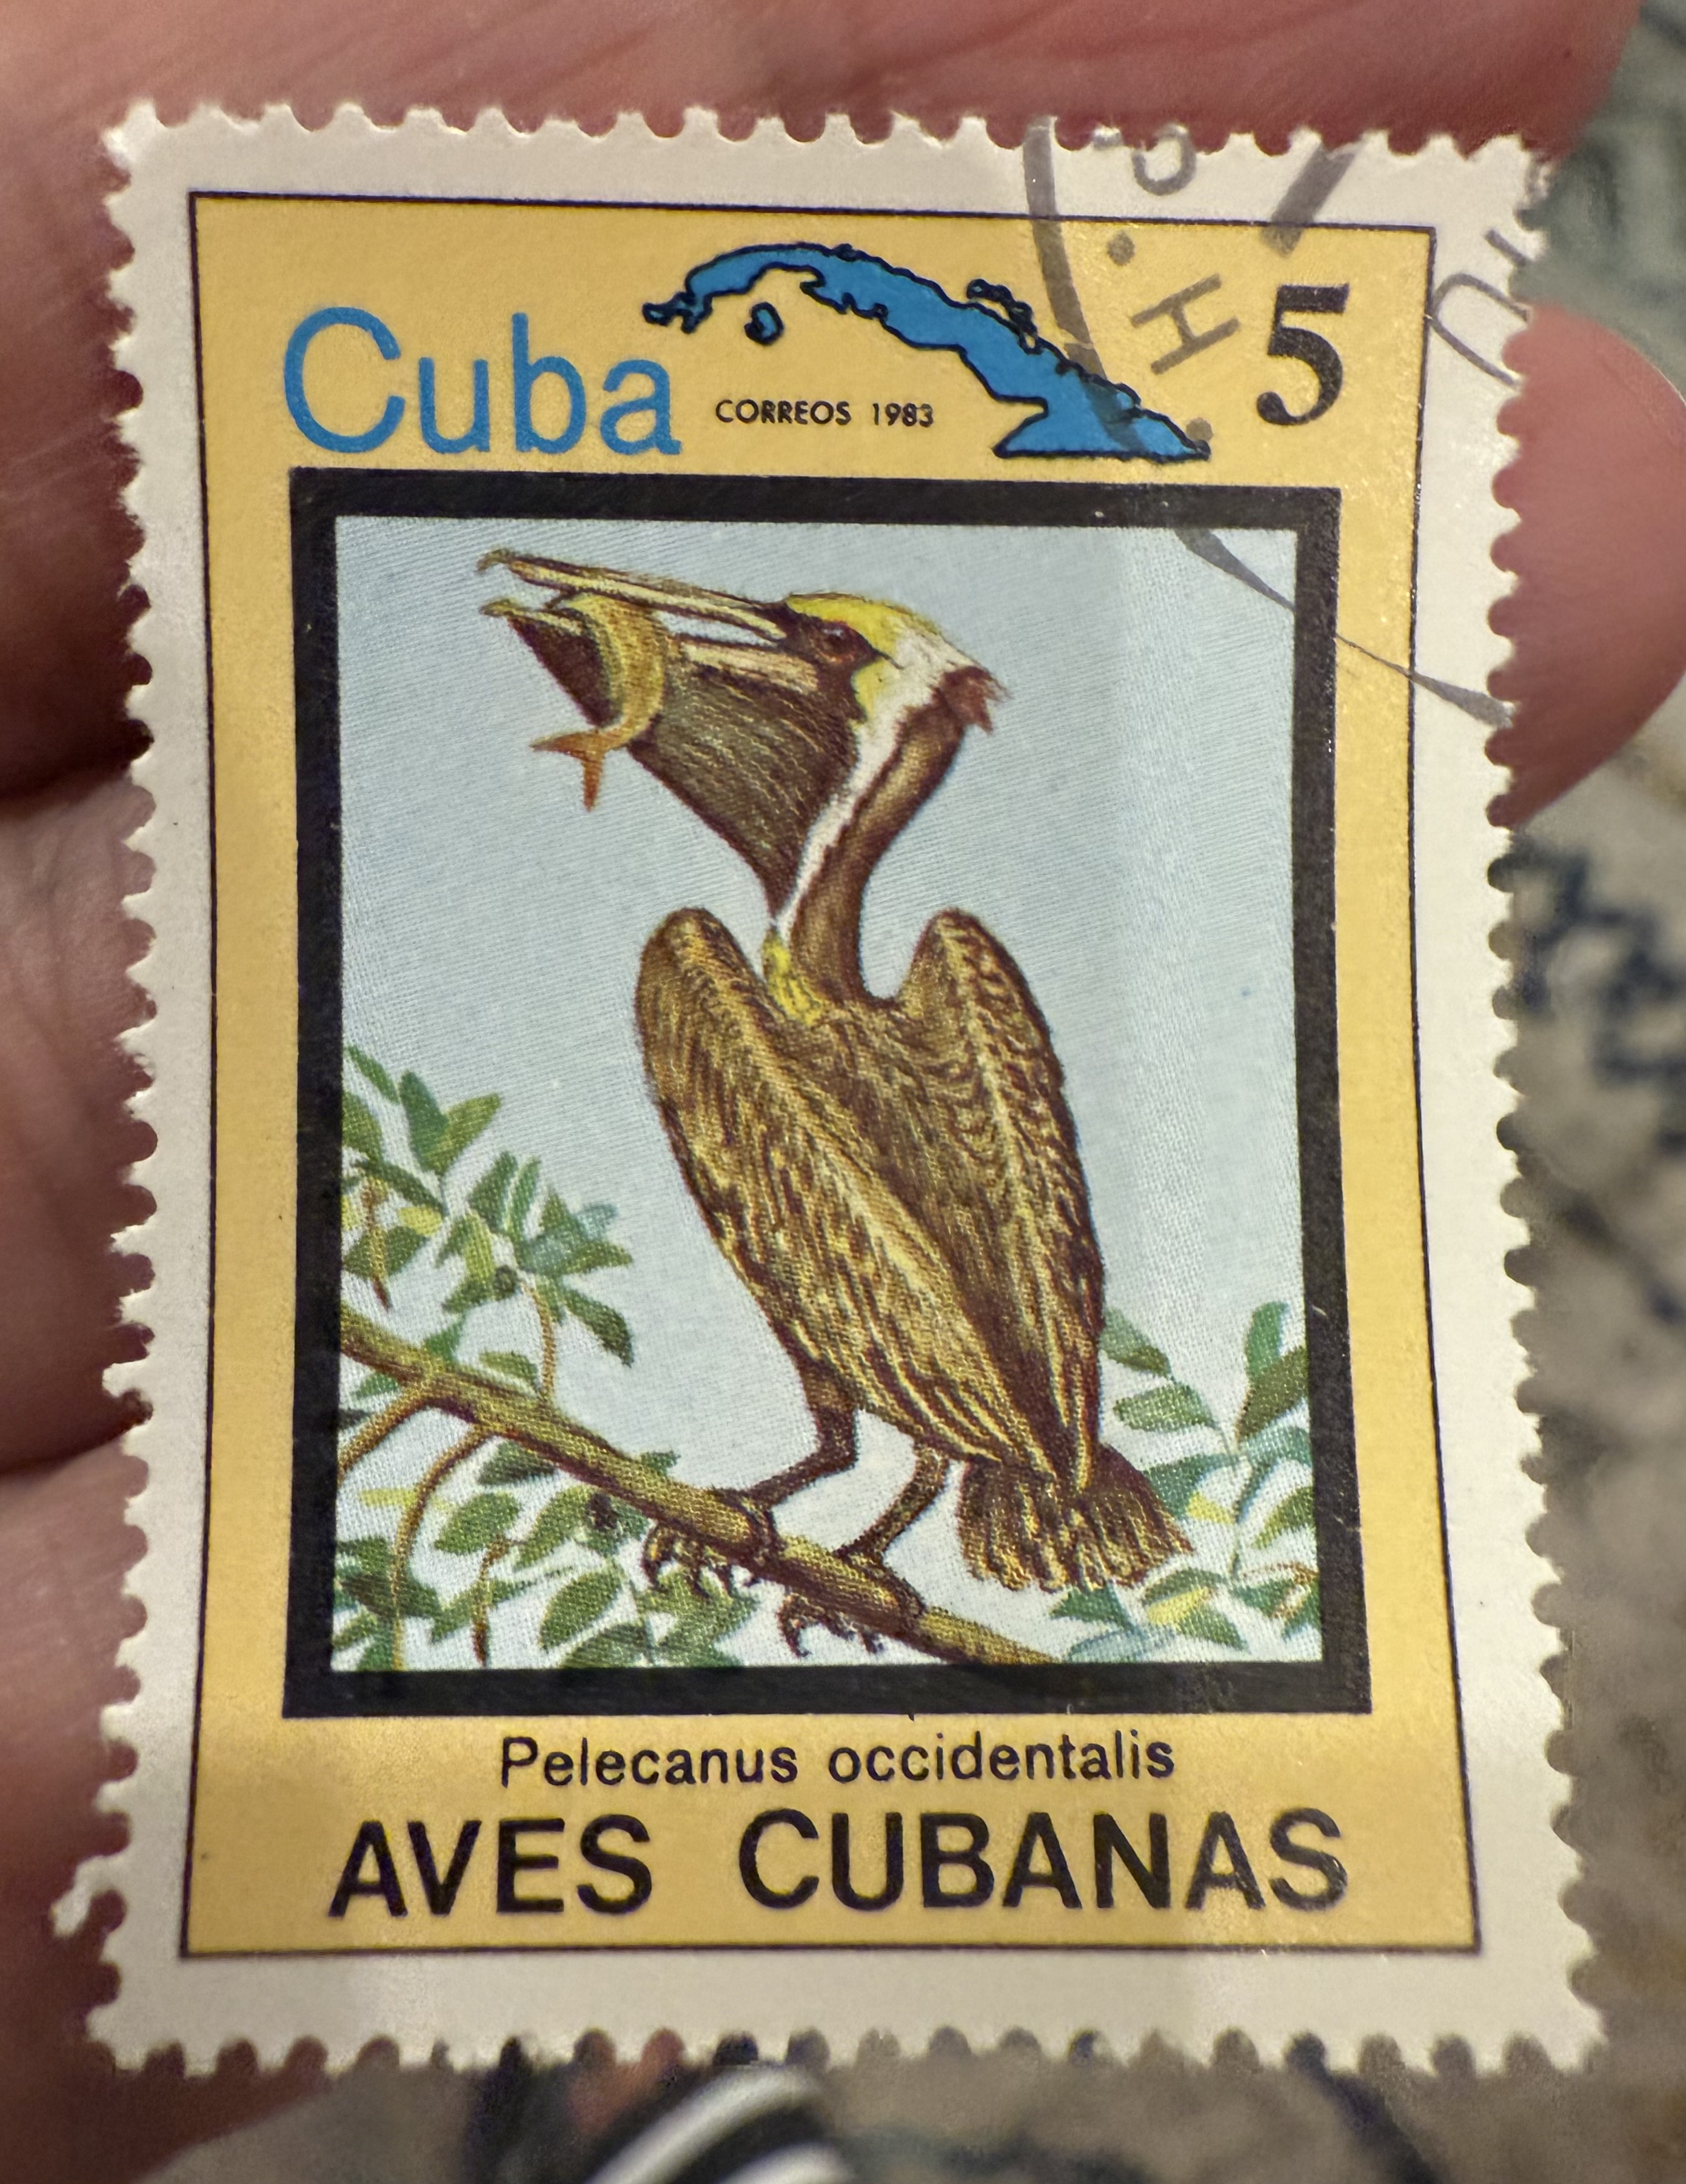 Cuba
CORREOS 1983
5
H
Pelecanus occidentalis
AVES CUBANAS